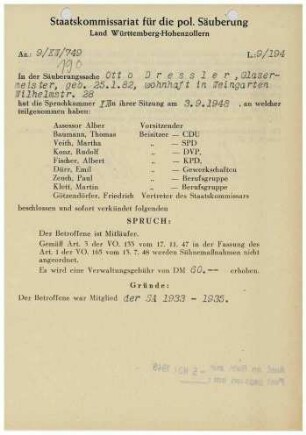 Staatskommissariat für die pol. Säuberung
Land Württemberg-Hohenzollern
Az.: 9/XX/749 L.: 9/194
190
In der Säuberungssache Otto Dressler, Glaser-
meister, geb. 25.1.82, wohnhaft in Weingarten
Wilhelmstr. 28
hat die Spruchkammer in ihrer Sitzung am 3.9.1948, an welcher
teilgenommen haben:
Assessor Alber Vorsitzender
Baumann, Thomas Beisitzer — CDU
Veith, Martha „ — SPD
Konz, Rudolf „ — DVP,
Fischer, Albert „ — KPD,
Dürr, Emil „ — Gewerkschaften
Zensh, Paul „ — Berufsgruppe
Klett, Martin „ — Berufsgruppe
Götzendörfer, Friedrich Vertreter des Staatskommissars
beschlossen und sofort verkündet folgenden
SPRUCH:
Der Betroffene ist Mitläufer.
Gemäß Art. 3 der VO. 133 vom 17. 11. 47 in der Fassung des
Art. 1 der VO. 165 vom 13. 7. 48 werden Sühnemaßnahmen nicht
angeordnet.
Es wird eine Verwaltungsgebühr von DM 60.-- erhoben.
Gründe:
Der Betroffene war Mitglied der SA 1933 - 1935.